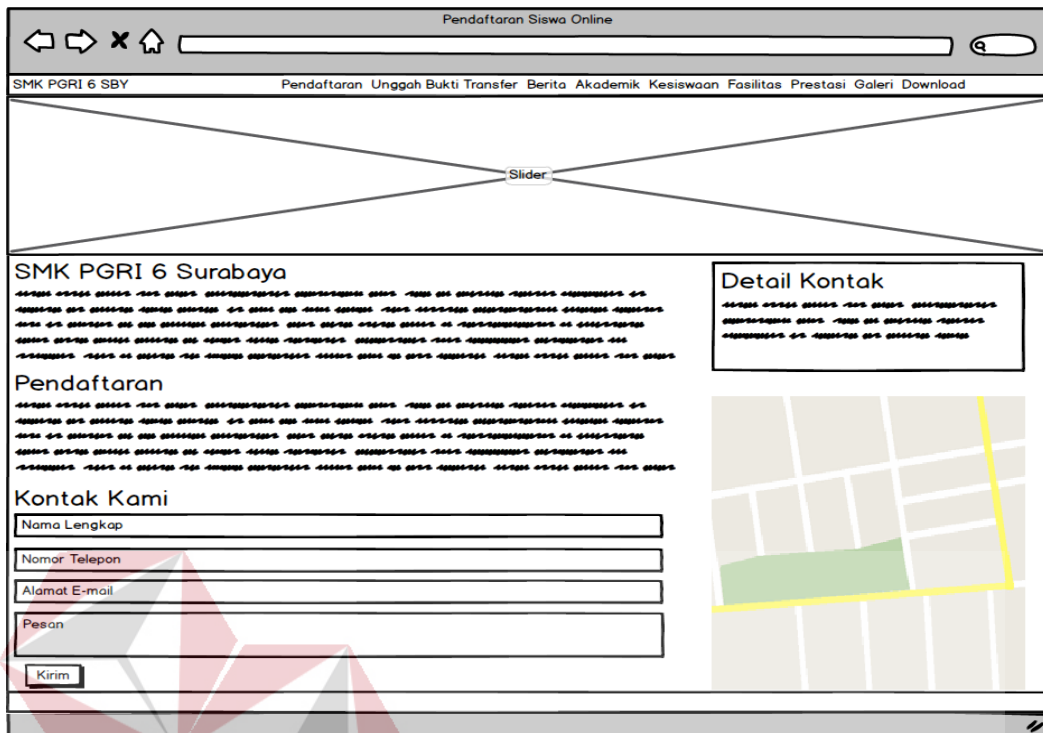 Pendaftaran Siswa Online
SMK PGRI 6 SBY Pendaftaran Unggah Bukti Transfer Berita Akademik Kesiswaan Fasilitas Prestasi Galeri Download
Slider
SMK PGRI 6 Surabaya
Pendaftaran
Kontak Kami
Nama Lengkap
Nomor Telepon
Alamat E-mail
Pesan
Kirim
Detail Kontak